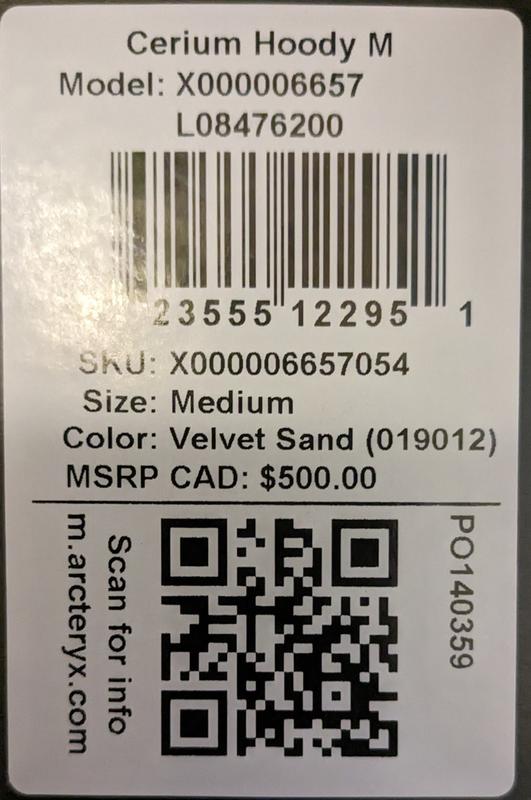 Cerium Hoody M
Model: X000006657
L08476200
23555 12295 1
SKU: X000006657054
Size: Medium
Color: Velvet Sand (019012)
MSRP CAD: $500.00
PO140359
Scan for info
m.arcteryx.com